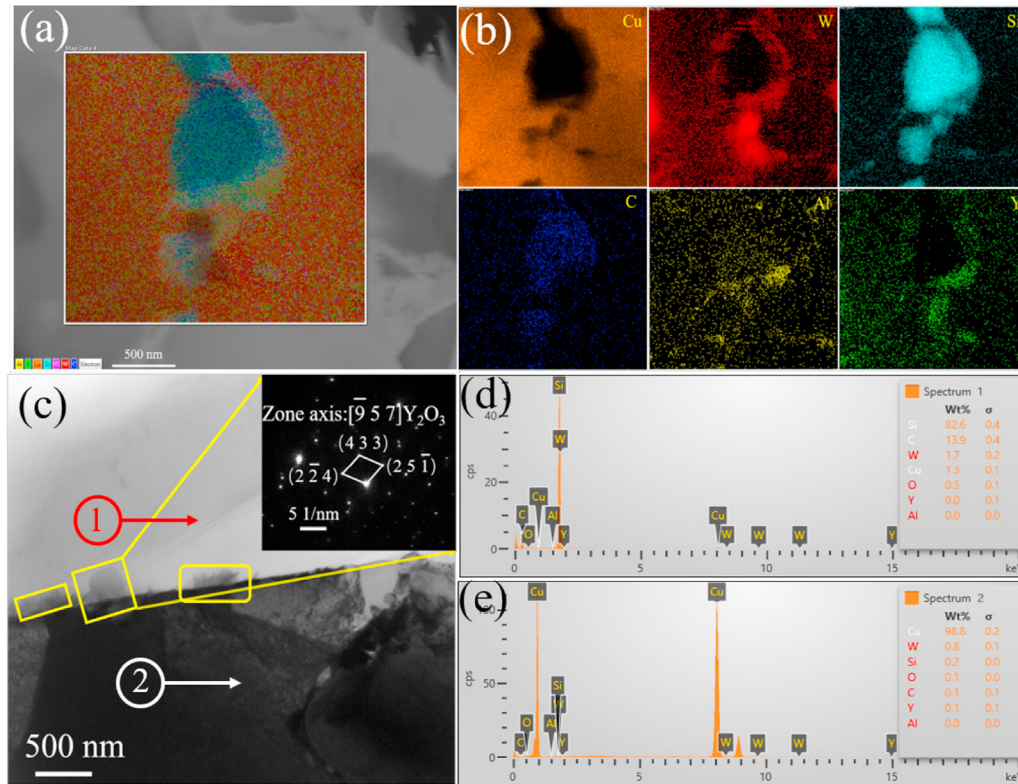 (a)
Map Data 4
500 nm
Al Y Cu Si O W C Electron
(b)
Cu
W
Si
C
Al
Y
(c)
Zone axis:[9̅ 5 7]Y₂O₃
(4 3 3)
(2 2̅ 4)
(2 5 1̅)
5 1/nm
1
2
500 nm
(d)
cps
40
20
0
Si
W
Cu
C
O
Al
Y
Cu
W
W
W
Y
0
5
10
15
keV
Spectrum 1
Wt% σ
Si 82.6 0.4
C 13.9 0.4
W 1.7 0.2
Cu 1.3 0.1
O 0.5 0.1
Y 0.0 0.1
Al 0.0 0.0
(e)
cps
100
50
0
Cu
Si
W
O
Al
C
Y
Cu
W
W
W
Y
0
5
10
15
keV
Spectrum 2
Wt% σ
Cu 98.8 0.2
W 0.8 0.1
Si 0.2 0.0
O 0.1 0.0
C 0.1 0.1
Y 0.1 0.1
Al 0.0 0.0